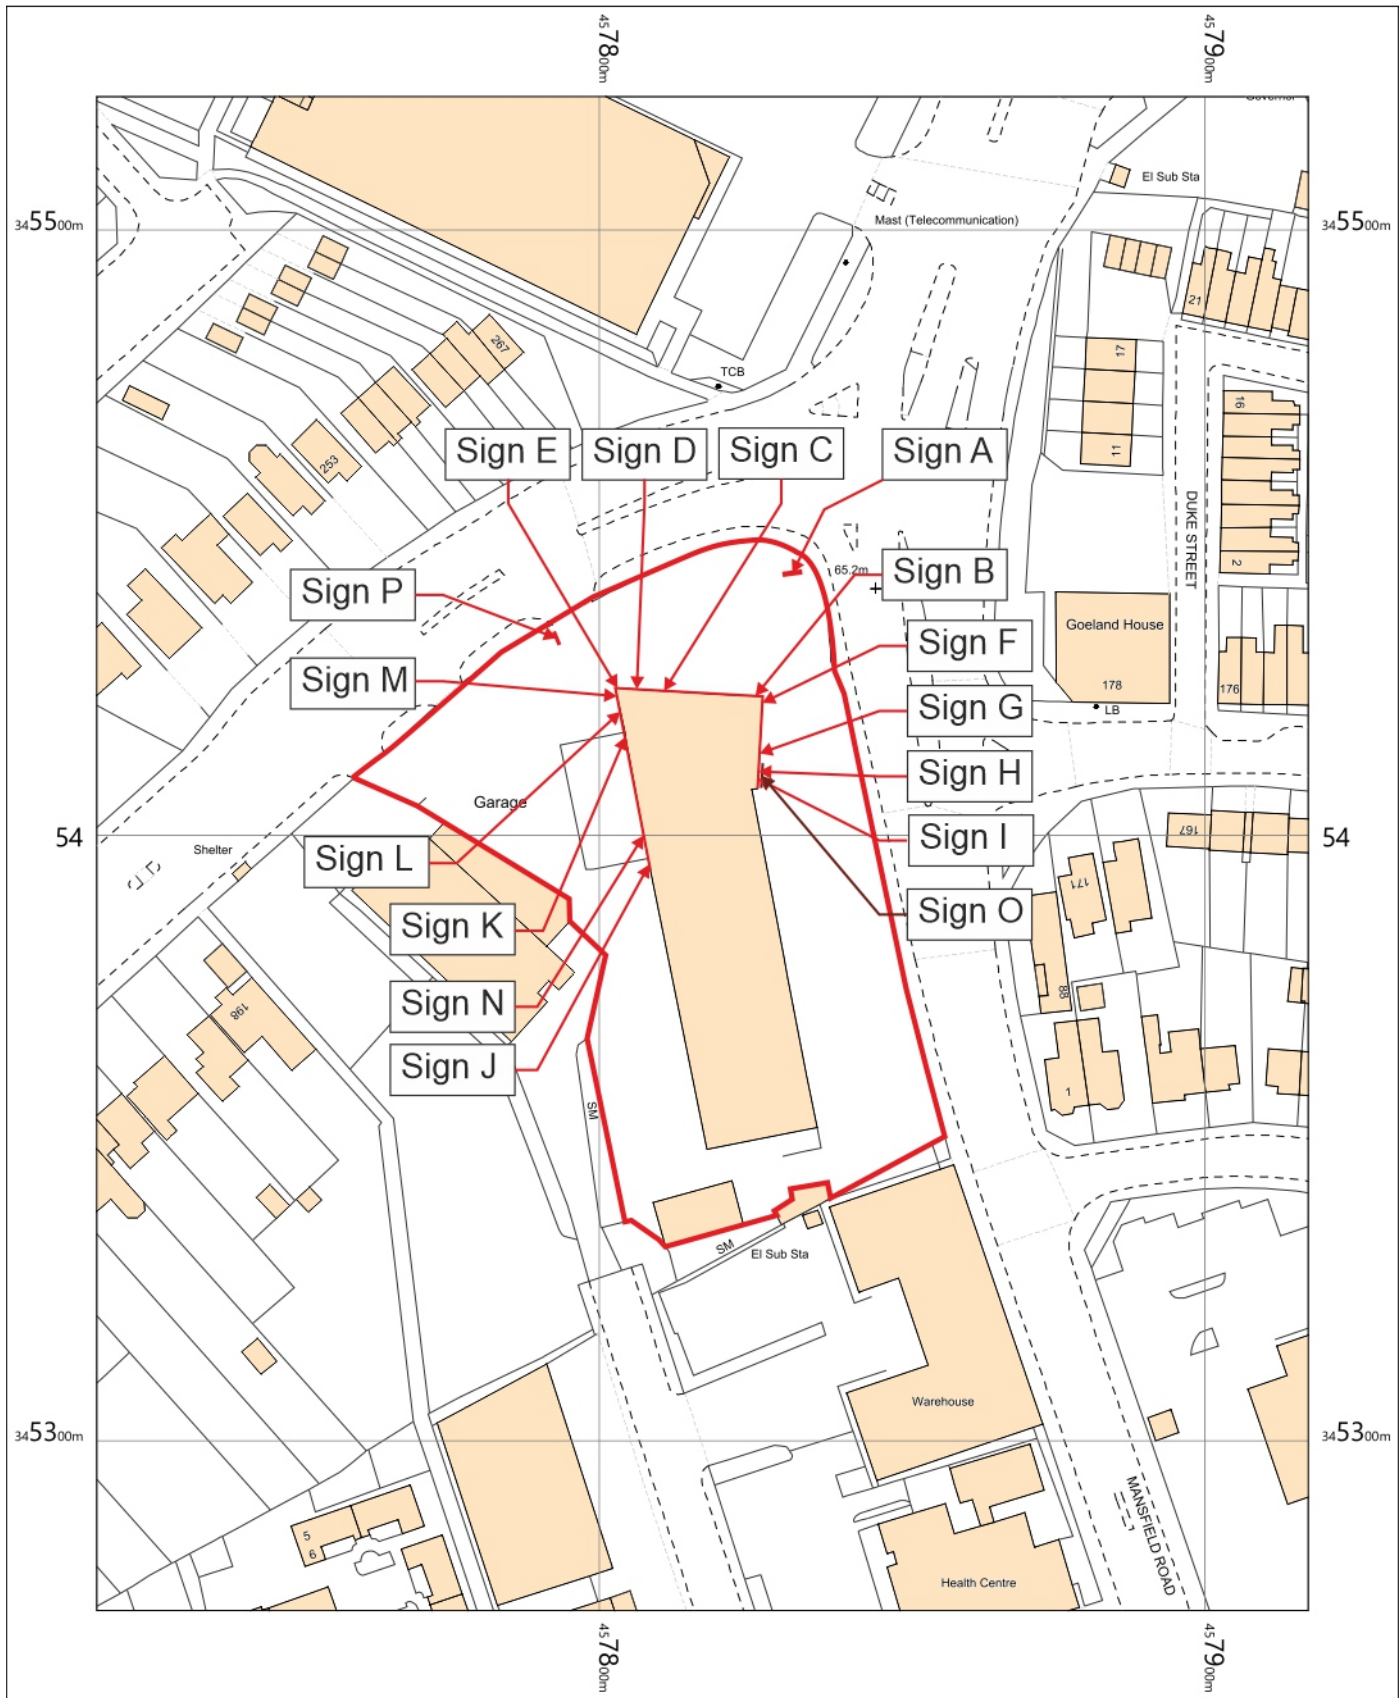 457800m
457900m
Governor
El Sub Sta
Mast (Telecommunication)
345500m
345500m
21
267
17
TCB
16
11
253
Sign E
Sign D
Sign C
Sign A
DUKE STREET
2
65.2m
Sign B
Sign P
Goeland House
Sign F
Sign M
178
176
LB
Sign G
Sign H
Garage
54
54
167
Shelter
Sign L
Sign I
171
Sign O
Sign K
88
198
Sign N
Sign J
1
SM
SM
El Sub Sta
Warehouse
345300m
345300m
MANSFIELD ROAD
5
6
Health Centre
457800m
457900m